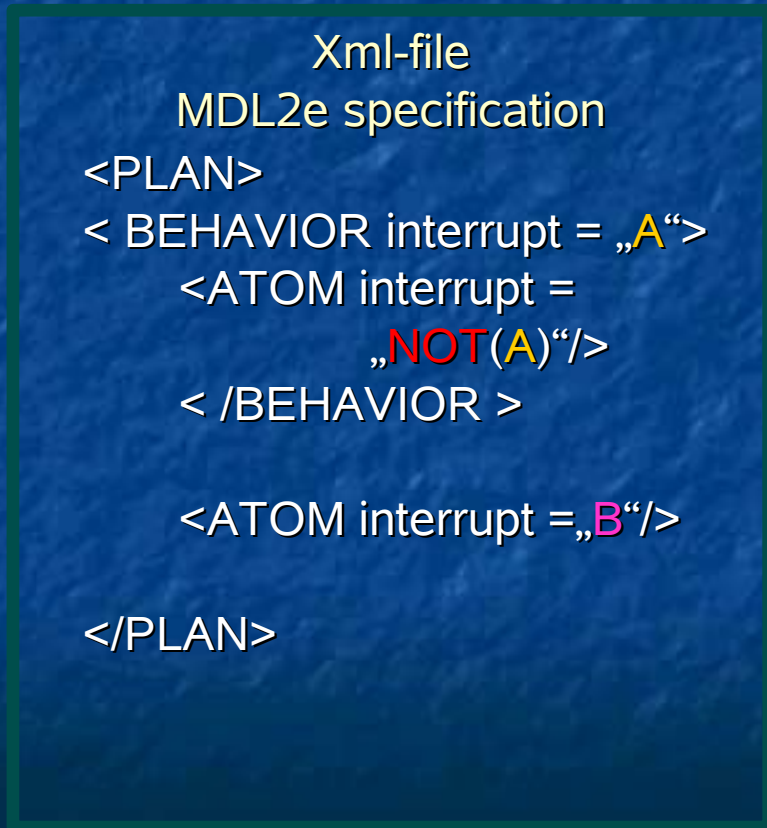 Xml-file
MDL2e specification
<PLAN>
< BEHAVIOR interrupt = „A“>
<ATOM interrupt =
„NOT(A)“/>
< /BEHAVIOR >
<ATOM interrupt =„B“/>
</PLAN>